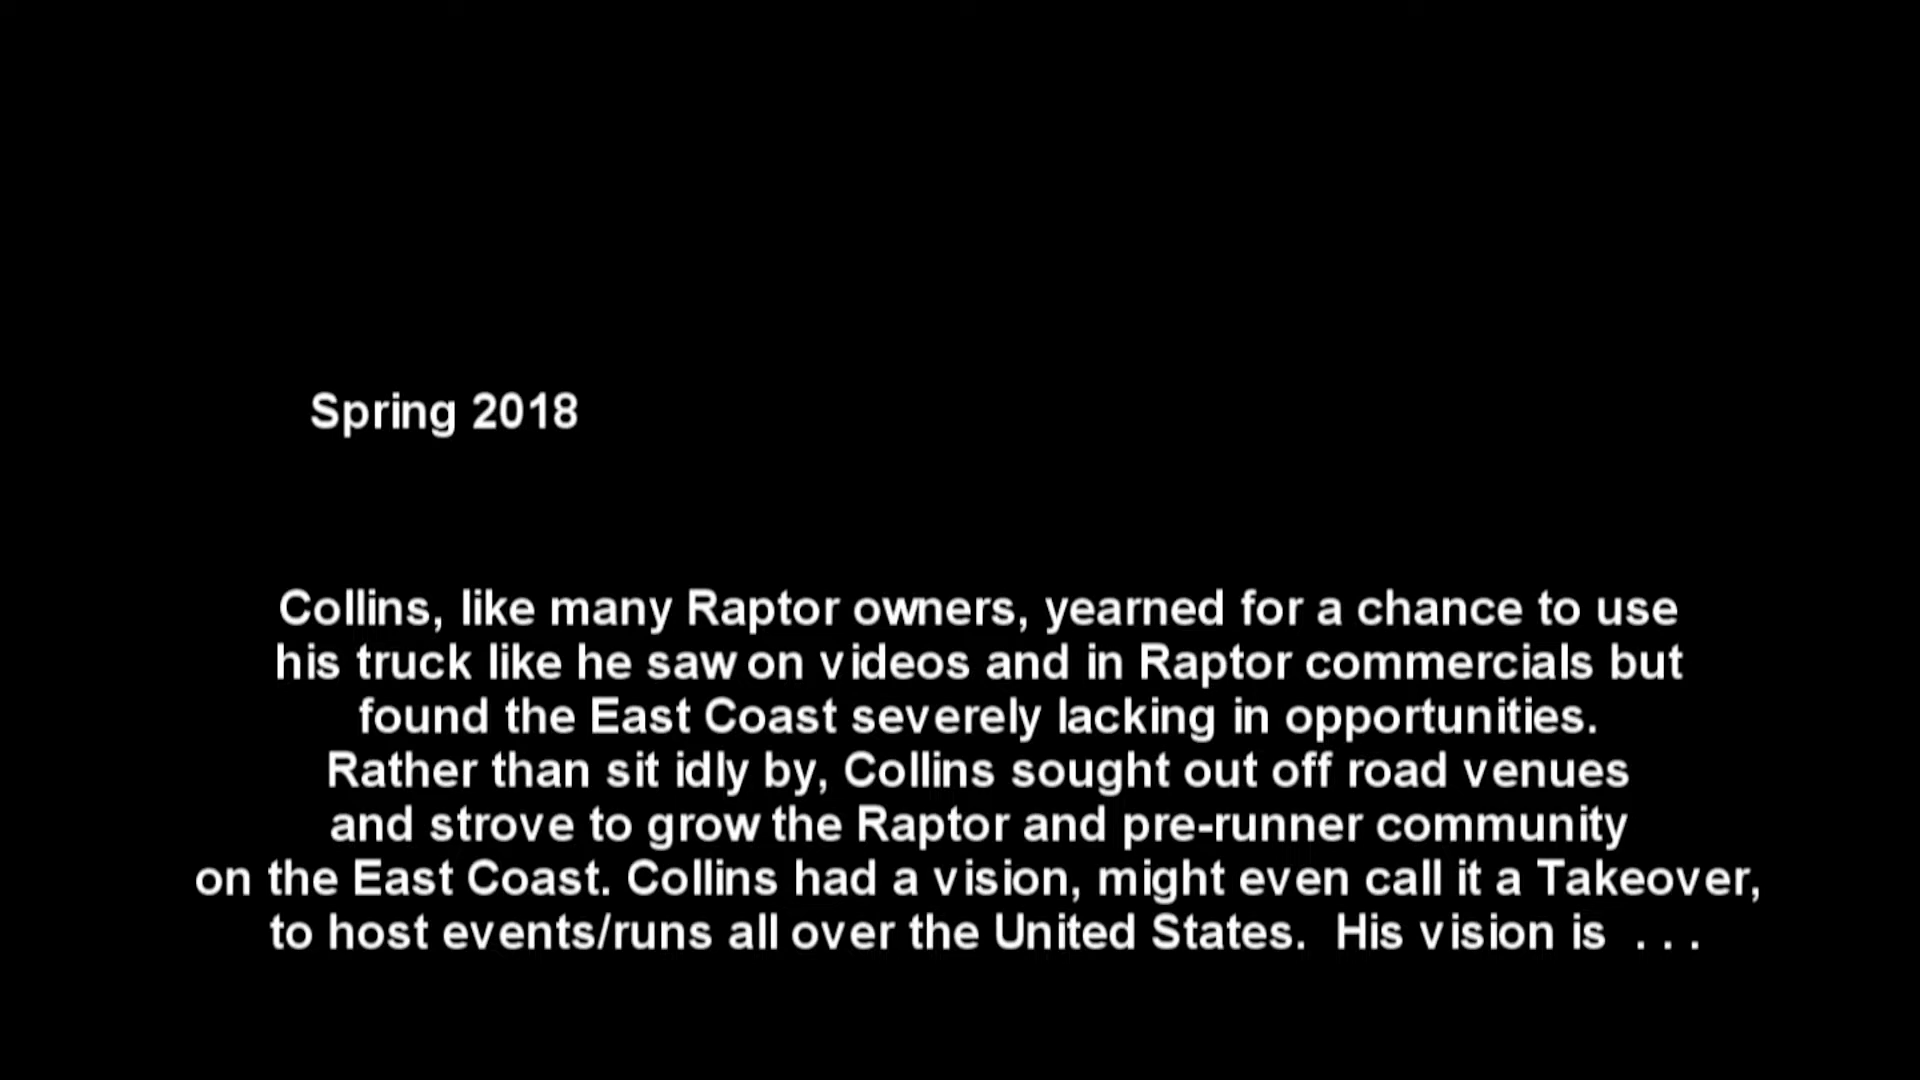 Spring 2018
Collins, like many Raptor owners, yearned for a chance to use
his truck like he saw on videos and in Raptor commercials but
found the East Coast severely lacking in opportunities.
Rather than sit idly by, Collins sought out off road venues
and strove to grow the Raptor and pre-runner community
on the East Coast. Collins had a vision, might even call it a Takeover,
to host events/runs all over the United States.  His vision is  . . .